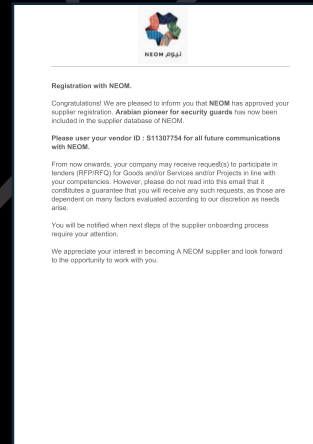 NEOM نيوم
Registration with NEOM.
Congratulations! We are pleased to inform you that NEOM has approved your
supplier registration. Arabian pioneer for security guards has now been
included in the supplier database of NEOM.
Please user your vendor ID : S11307754 for all future communications
with NEOM.
From now onwards, your company may receive request(s) to participate in
tenders (RFP/RFQ) for Goods and/or Services and/or Projects in line with
your competencies. However, please do not read into this email that it
constitutes a guarantee that you will receive any such requests, as those are
dependent on many factors evaluated according to our discretion as needs
arise.
You will be notified when next steps of the supplier onboarding process
require your attention.
We appreciate your interest in becoming A NEOM supplier and look forward
to the opportunity to work with you.